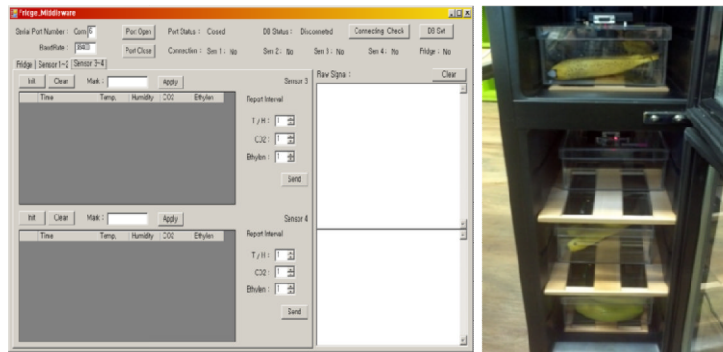 Fridge_Middleware
Serial Port Number : Com 6 Port Open Port Status : Closed DB Status : Disconnected Connecting Check DB Set
BaudRate : 38400 Port Close Connection : Sen 1 : No Sen 2 : No Sen 3 : No Sen 4 : No Fridge : No
Fridge Sensor 1~2 Sensor 3~4
Init Clear Mark : Apply Sensor 3 Raw Signal : Clear
Time Temp. Humidity CO2 Ethylen Report Interval
T / H : 1
CO2 : 1
Ethylen : 1
Send
Init Clear Mark : Apply Sensor 4
Time Temp. Humidity CO2 Ethylen Report Interval
T / H : 1
CO2 : 1
Ethylen : 1
Send